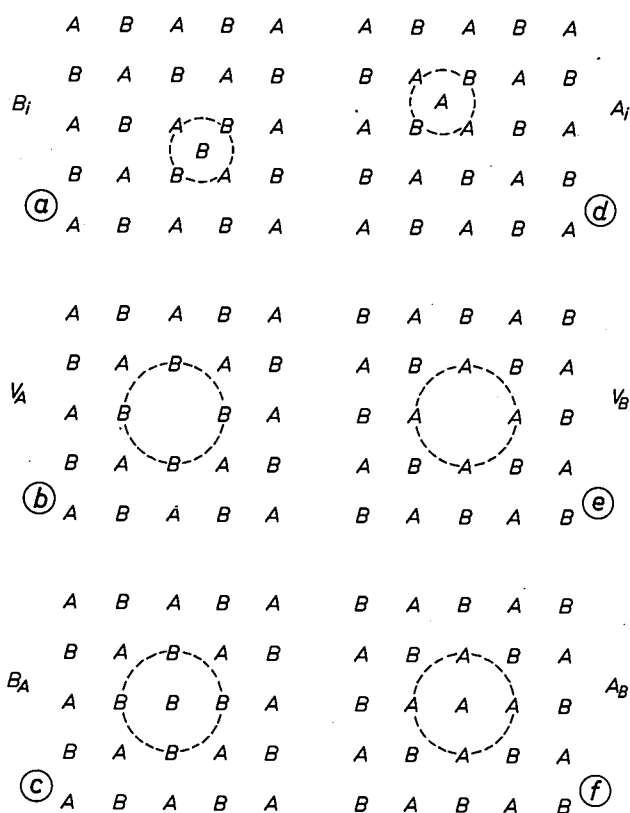 A B A B A A B A B A
B A B A B B A B A B
B_i A A_i
A B A B A A B A B A
B
B A B A B B A B A B
a d
A B A B A A B A B A
A B A B A B A B A B
B A B A B A B A B A
V_A V_B
A B B A B A A B
B A B A B A B A B A
b e
A B A B A B A B A B
A B A B A B A B A B
B A B A B A B A B A
B_A A_B
A B B B A B A A A B
B A B A B A B A B A
c f
A B A B A B A B A B